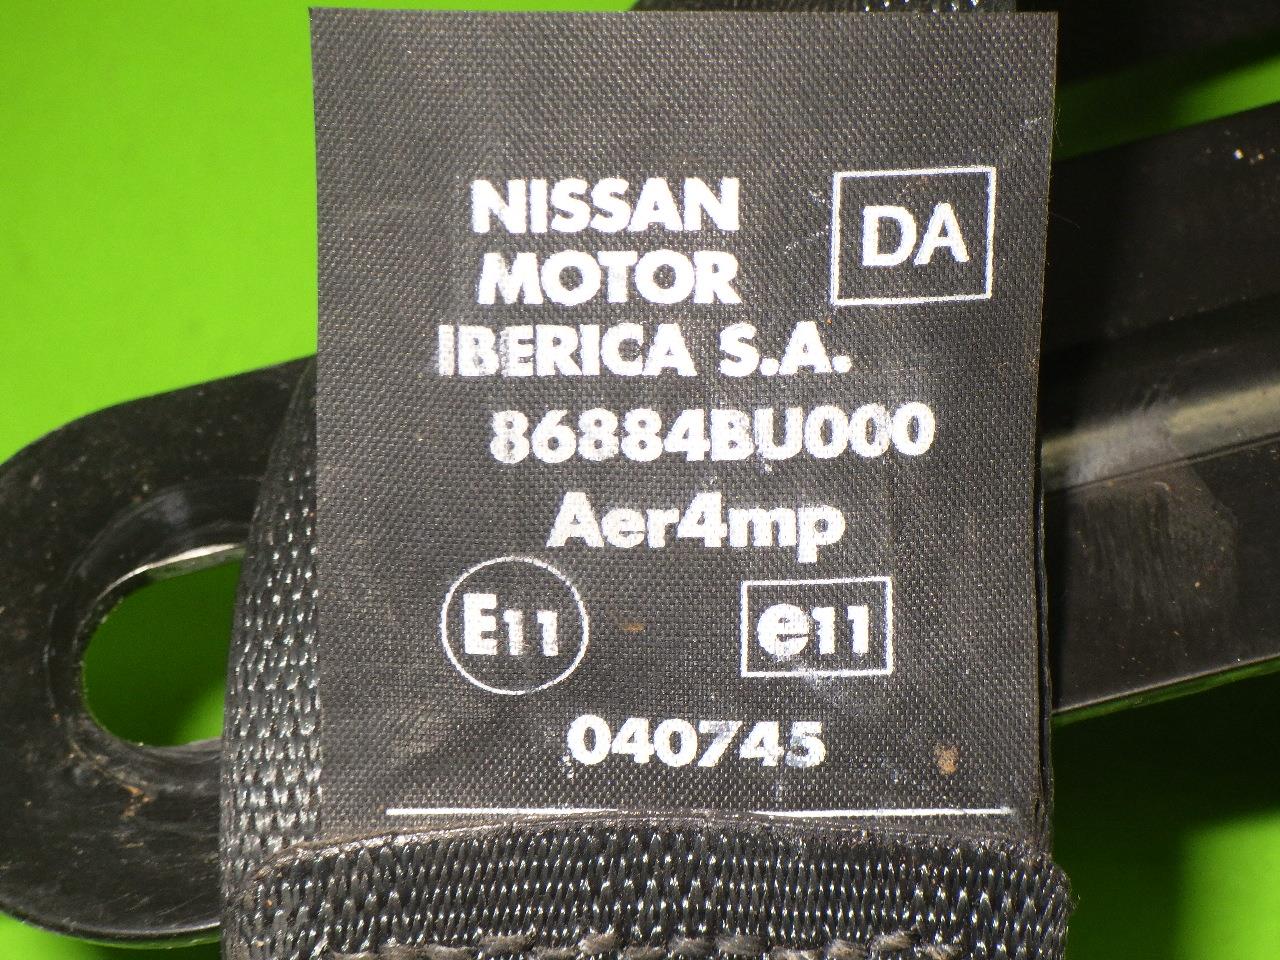 NISSAN
MOTOR
IBERICA S.A.
DA
86884BU000
Aer4mp
E11
e11
040745